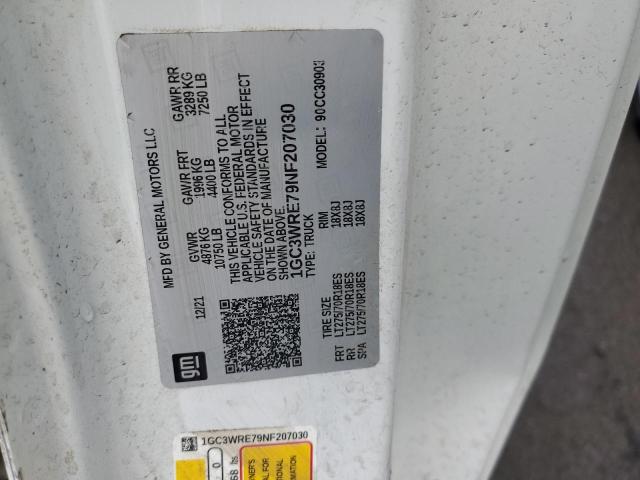 MFD BY GENERAL MOTORS LLC
12/21
GVWR
4876 KG
10750 LB
GAWR FRT
1996 KG
4400 LB
GAWR RR
3289 KG
7250 LB
THIS VEHICLE CONFORMS TO ALL
APPLICABLE U.S. FEDERAL MOTOR
VEHICLE SAFETY STANDARDS IN EFFECT
ON THE DATE OF MANUFACTURE
SHOWN ABOVE.
1GC3WRE79NF207030
TYPE: TRUCK
MODEL: 90CC30903
TIRE SIZE
RIM
FRT LT275/70R18ES 18X8J
RR LT275/70R18ES 18X8J
SPA LT275/70R18ES 18X8J
gm
1GC3WRE79NF207030